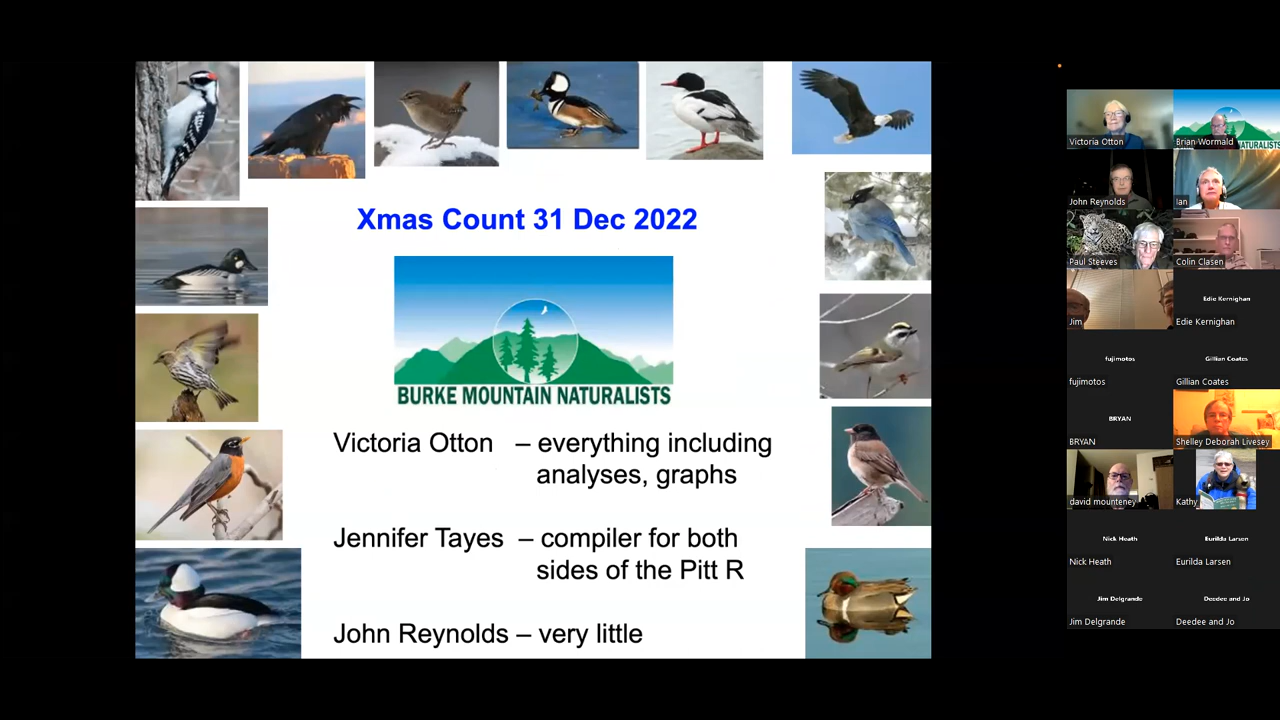 Xmas Count 31 Dec 2022
BURKE MOUNTAIN NATURALISTS
Victoria Otton – everything including
analyses, graphs
Jennifer Tayes – compiler for both
sides of the Pitt R
John Reynolds – very little
Victoria Otton
Brian Wormald
NATURALISTS
John Reynolds
Ian
Paul Steeves
Colin Clasen
Jim
Edie Kernighan
Edie Kernighan
fujimotos
fujimotos
Gillian Coates
Gillian Coates
BRYAN
BRYAN
Shelley Deborah Livesey
david mounteney
Kathy
Nick Heath
Nick Heath
Eurilda Larsen
Eurilda Larsen
Jim Delgrande
Jim Delgrande
Deedee and Jo
Deedee and Jo